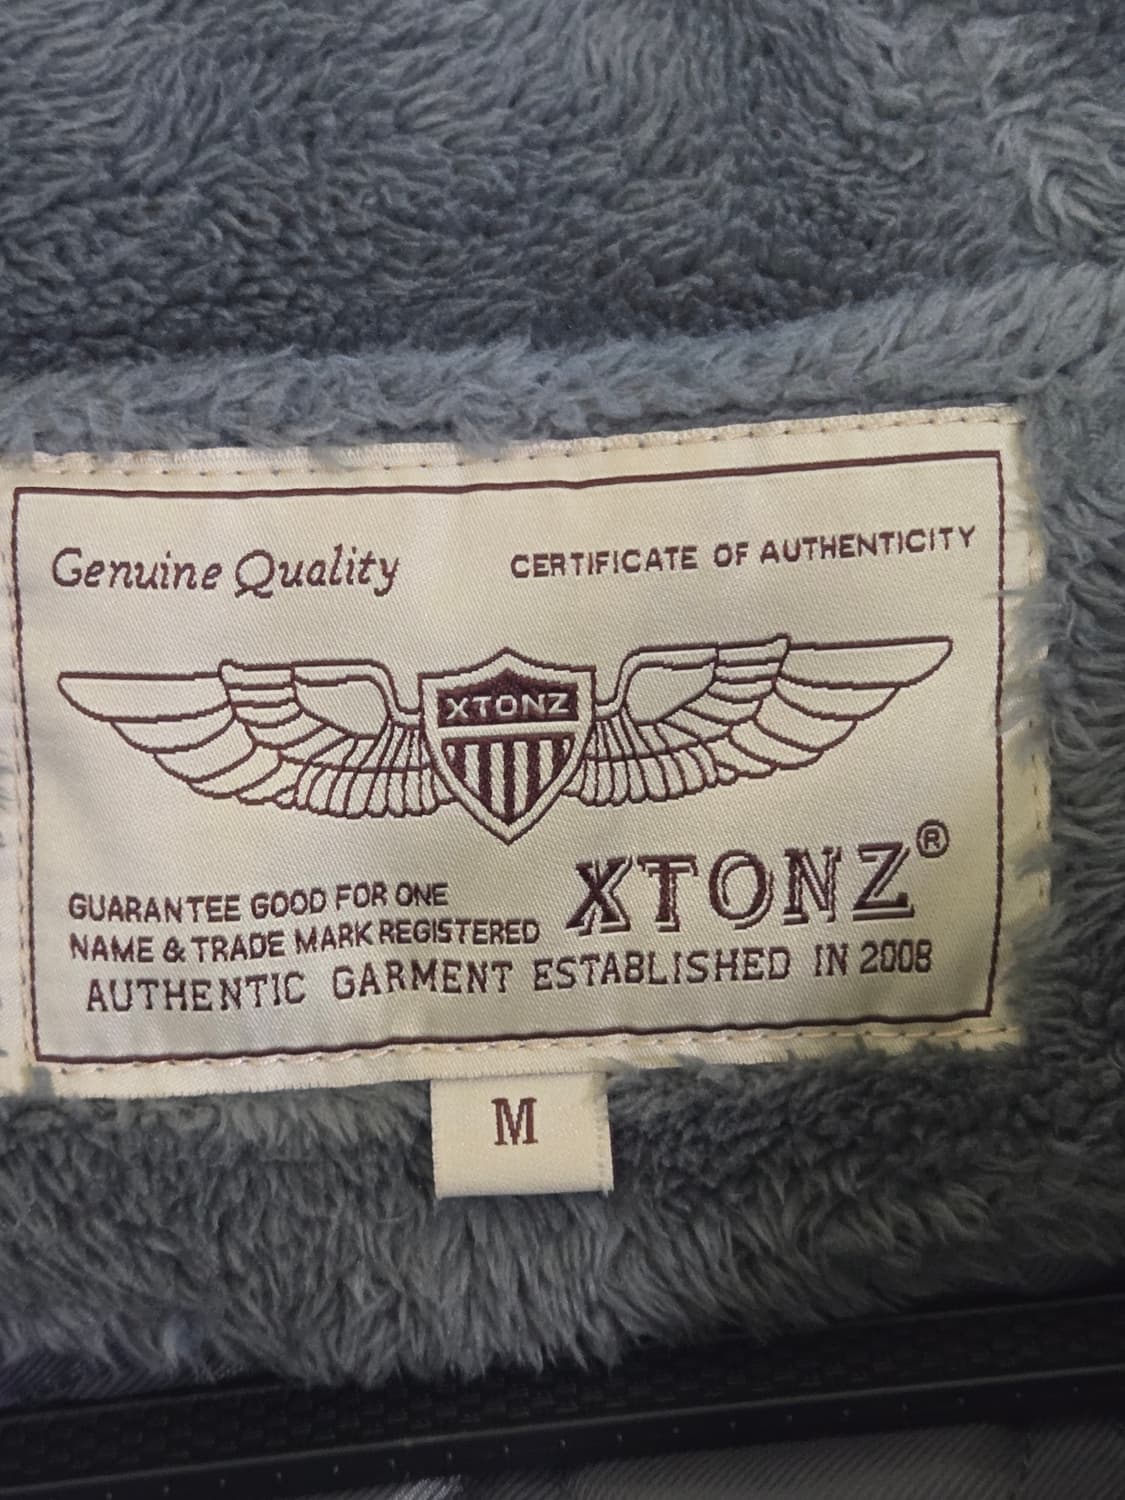 Genuine Quality
CERTIFICATE OF AUTHENTICITY
XTONZ
XTONZ®
GUARANTEE GOOD FOR ONE
NAME & TRADE MARK REGISTERED
AUTHENTIC GARMENT ESTABLISHED IN 2008
M